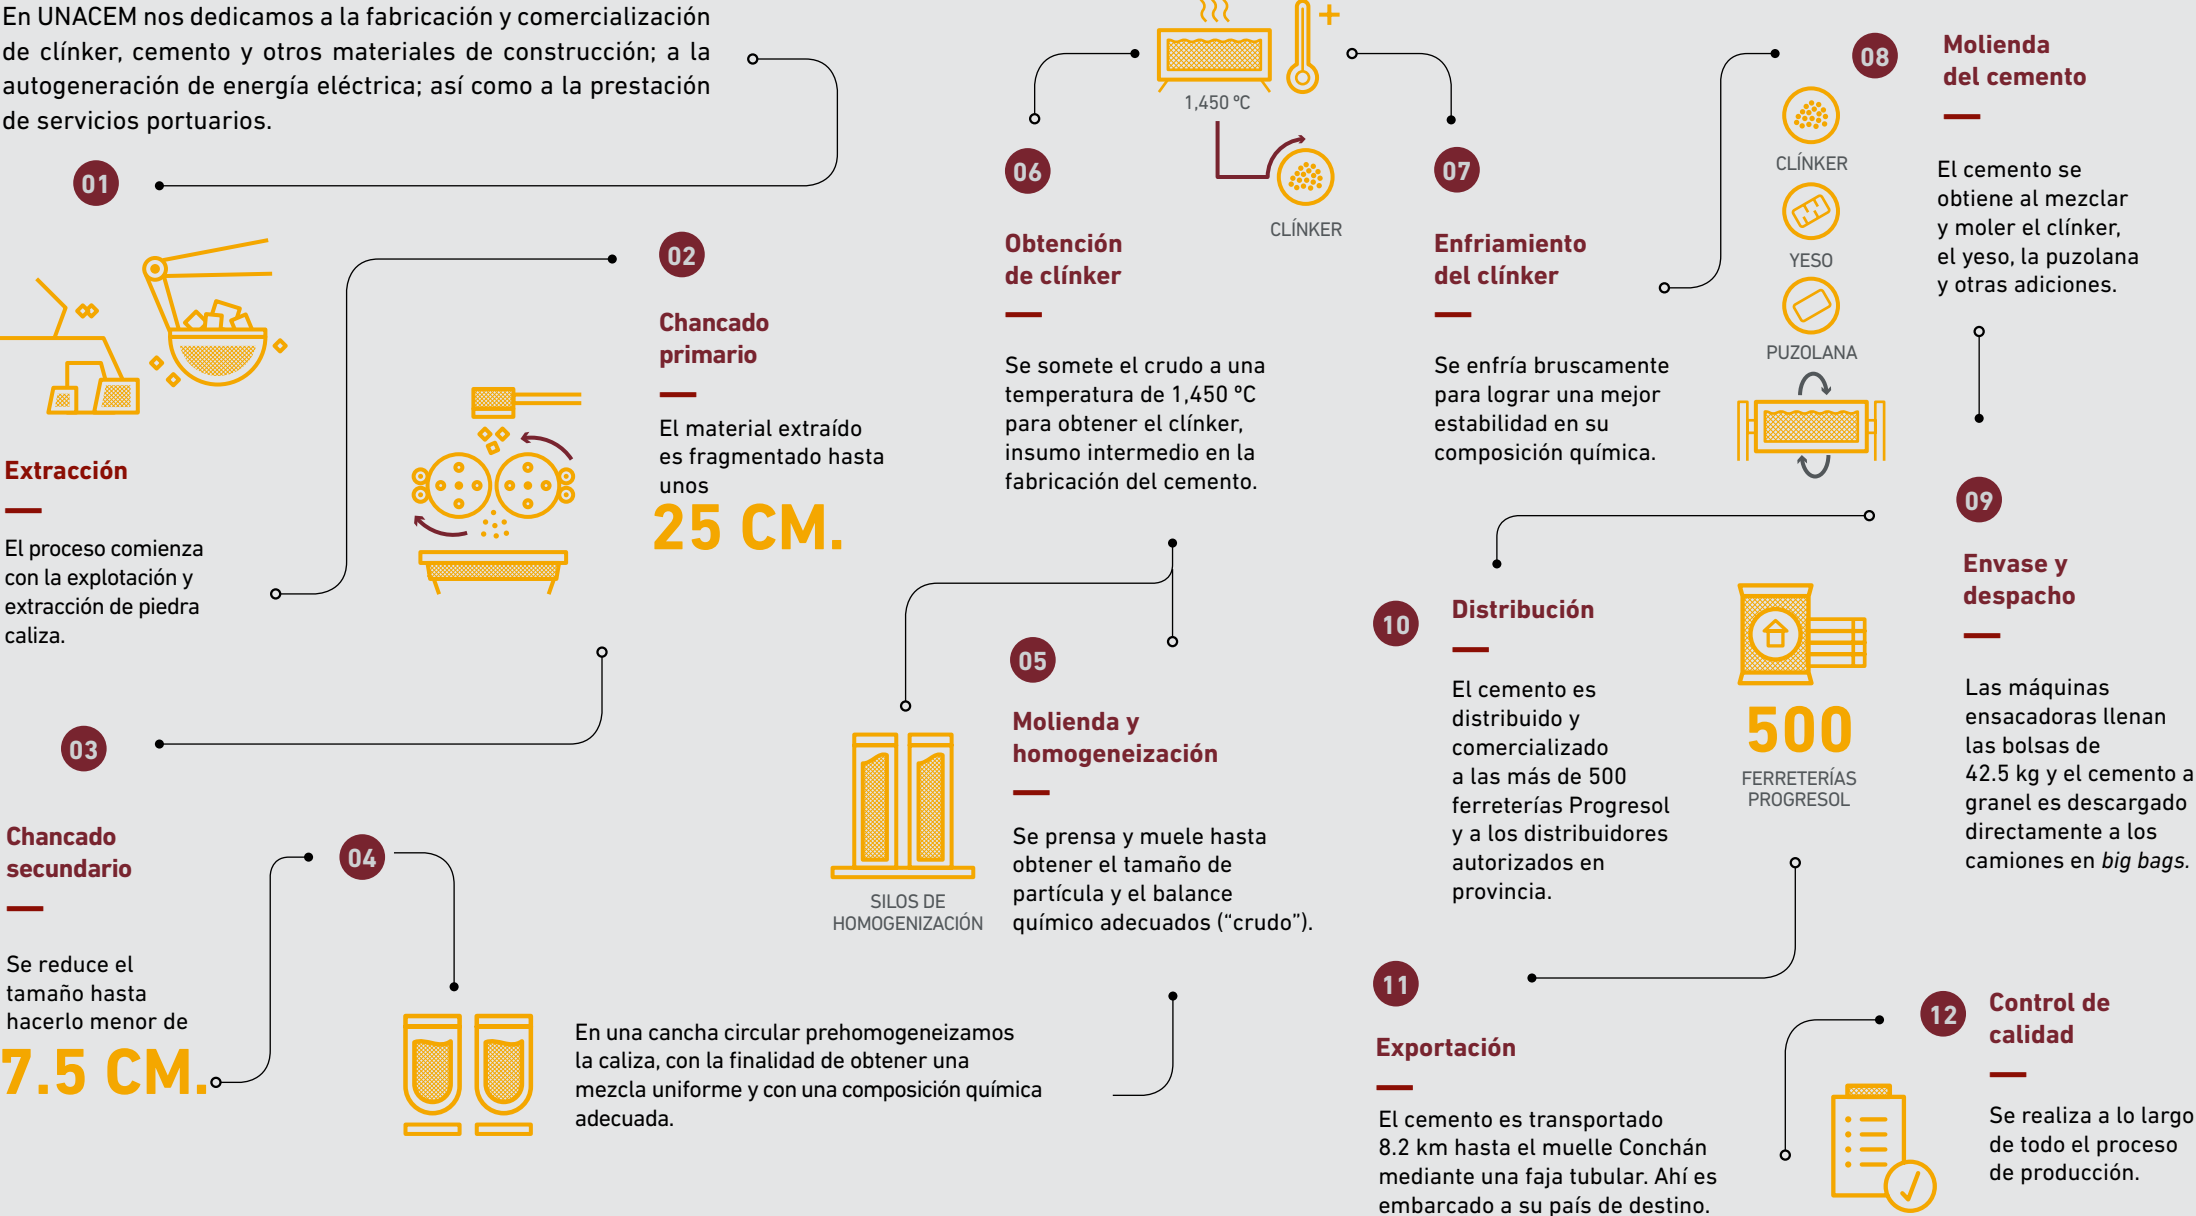 En UNACEM nos dedicamos a la fabricación y comercialización
de clínker, cemento y otros materiales de construcción; a la
autogeneración de energía eléctrica; así como a la prestación
de servicios portuarios.
01
Extracción
El proceso comienza
con la explotación y
extracción de piedra
caliza.
02
Chancado
primario
El material extraído
es fragmentado hasta
unos
25 CM.
03
Chancado
secundario
Se reduce el
tamaño hasta
hacerlo menor de
7.5 CM.
04
En una cancha circular prehomogeneizamos
la caliza, con la finalidad de obtener una
mezcla uniforme y con una composición química
adecuada.
05
Molienda y
homogeneización
Se prensa y muele hasta
obtener el tamaño de
partícula y el balance
químico adecuados (“crudo”).
SILOS DE
HOMOGENIZACIÓN
06
Obtención
de clínker
Se somete el crudo a una
temperatura de 1,450 ºC
para obtener el clínker,
insumo intermedio en la
fabricación del cemento.
1,450 ºC
CLÍNKER
07
Enfriamiento
del clínker
Se enfría bruscamente
para lograr una mejor
estabilidad en su
composición química.
08
Molienda
del cemento
El cemento se
obtiene al mezclar
y moler el clínker,
el yeso, la puzolana
y otras adiciones.
CLÍNKER
YESO
PUZOLANA
09
Envase y
despacho
Las máquinas
ensacadoras llenan
las bolsas de
42.5 kg y el cemento a
granel es descargado
directamente a los
camiones en big bags.
10
Distribución
El cemento es
distribuido y
comercializado
a las más de 500
ferreterías Progresol
y a los distribuidores
autorizados en
provincia.
500
FERRETERÍAS
PROGRESOL
11
Exportación
El cemento es transportado
8.2 km hasta el muelle Conchán
mediante una faja tubular. Ahí es
embarcado a su país de destino.
12
Control de
calidad
Se realiza a lo largo
de todo el proceso
de producción.